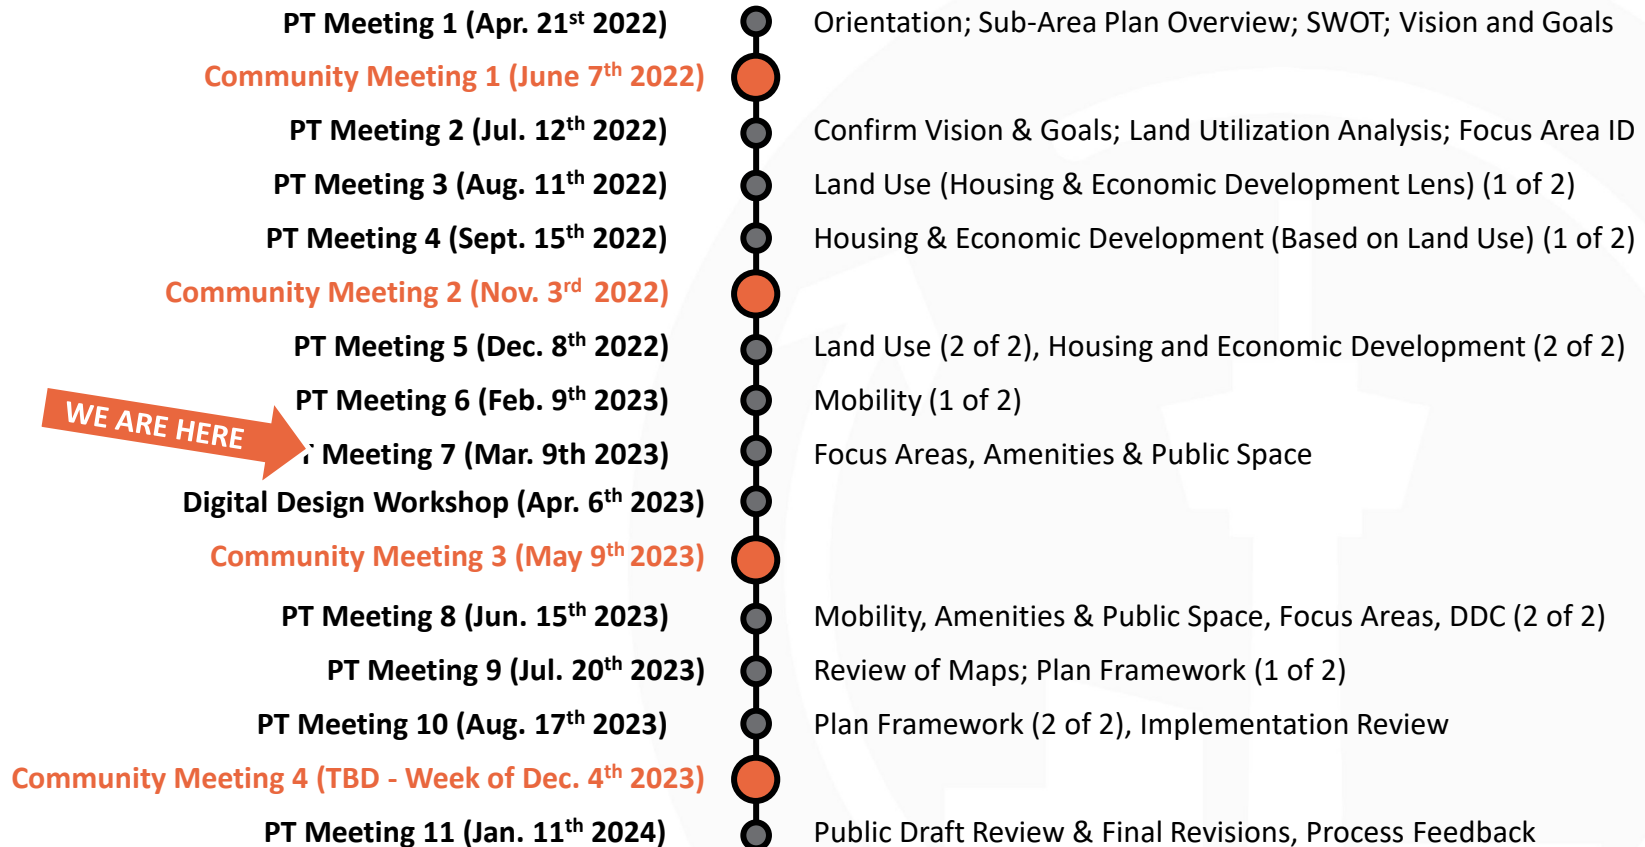 PT Meeting 1 (Apr. 21st 2022) Orientation; Sub-Area Plan Overview; SWOT; Vision and Goals
Community Meeting 1 (June 7th 2022)
PT Meeting 2 (Jul. 12th 2022) Confirm Vision & Goals; Land Utilization Analysis; Focus Area ID
PT Meeting 3 (Aug. 11th 2022) Land Use (Housing & Economic Development Lens) (1 of 2)
PT Meeting 4 (Sept. 15th 2022) Housing & Economic Development (Based on Land Use) (1 of 2)
Community Meeting 2 (Nov. 3rd 2022)
PT Meeting 5 (Dec. 8th 2022) Land Use (2 of 2), Housing and Economic Development (2 of 2)
PT Meeting 6 (Feb. 9th 2023) Mobility (1 of 2)
WE ARE HERE
T Meeting 7 (Mar. 9th 2023) Focus Areas, Amenities & Public Space
Digital Design Workshop (Apr. 6th 2023)
Community Meeting 3 (May 9th 2023)
PT Meeting 8 (Jun. 15th 2023) Mobility, Amenities & Public Space, Focus Areas, DDC (2 of 2)
PT Meeting 9 (Jul. 20th 2023) Review of Maps; Plan Framework (1 of 2)
PT Meeting 10 (Aug. 17th 2023) Plan Framework (2 of 2), Implementation Review
Community Meeting 4 (TBD - Week of Dec. 4th 2023)
PT Meeting 11 (Jan. 11th 2024) Public Draft Review & Final Revisions, Process Feedback